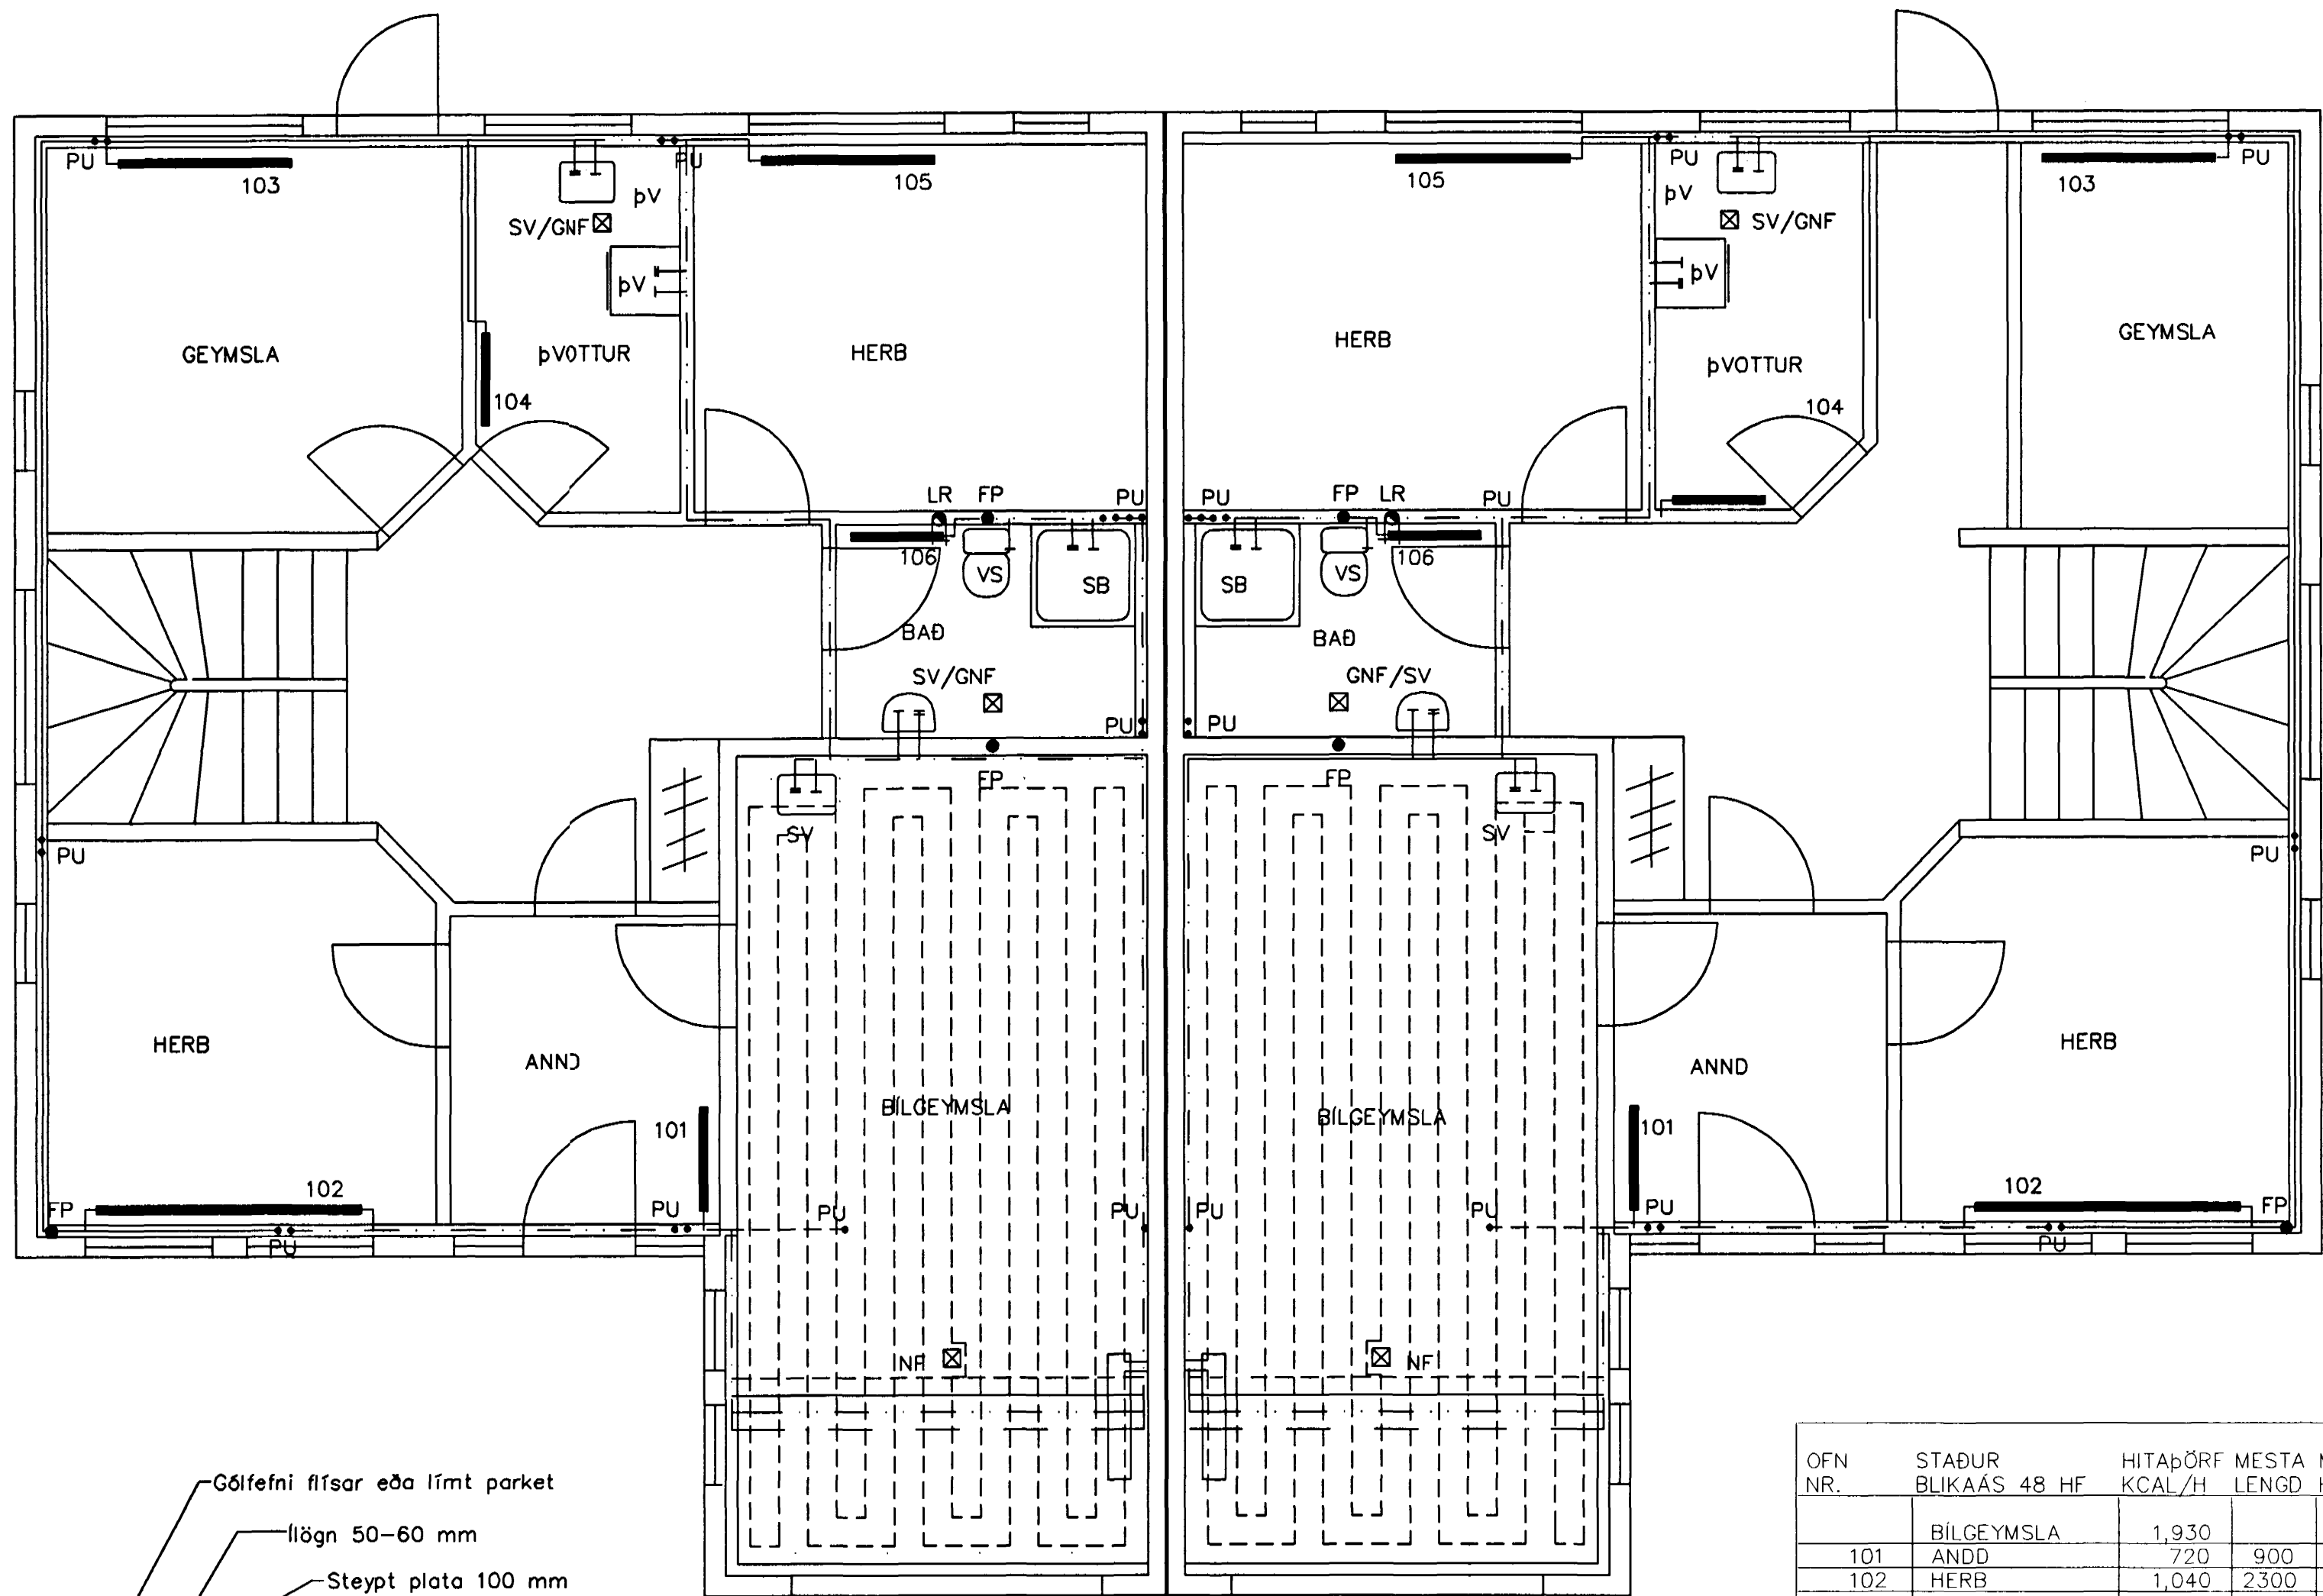 PU
103
þV
PU
105
105
PU
þV
103
PU
SV/GNF
SV/GNF
þV
þV
GEYMSLA
þVOTTUR
HERB
HERB
þVOTTUR
GEYMSLA
104
104
LR
FP
PU
PU
FP
LR
PU
106
VS
SB
SB
VS
106
BAÐ
BAÐ
SV/GNF
GNF/SV
PU
PU
FP
FP
SV
SV
PU
PU
HERB
ANND
BÍLGEYMSLA
BÍLGEYMSLA
ANND
HERB
101
101
102
102
FP
PU
PU
PU
PU
PU
PU
PU
PU
FP
NF
NF
Gólfefni flísar eða límt parket
Ílögn 50-60 mm
Steypt plata 100 mm
OFN STAÐUR HITAþÖRF MESTA
NR. BLIKAÁS 48 HF KCAL/H LENGD
BÍLGEYMSLA 1,930
101 ANDD 720 900
102 HERB 1,040 2300